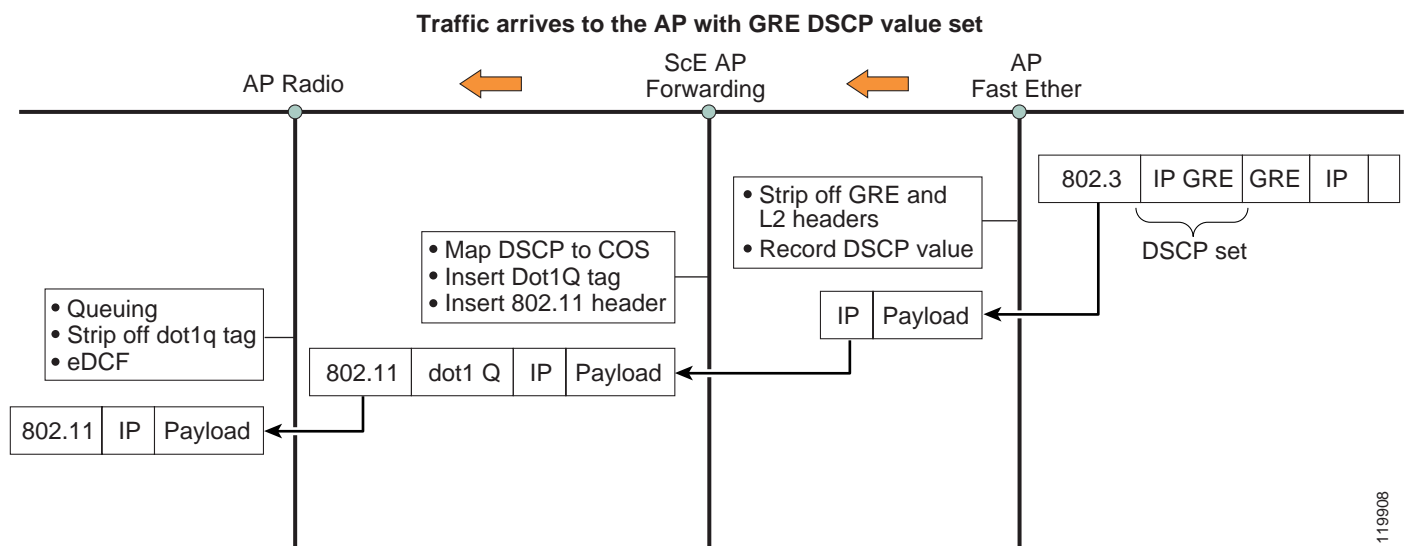 Traffic arrives to the AP with GRE DSCP value set
AP Radio
ScE AP
Forwarding
AP
Fast Ether
802.3 IP GRE GRE IP
DSCP set
• Strip off GRE and
L2 headers
• Record DSCP value
IP Payload
• Map DSCP to COS
• Insert Dot1Q tag
• Insert 802.11 header
802.11 dot1 Q IP Payload
• Queuing
• Strip off dot1q tag
• eDCF
802.11 IP Payload
119908